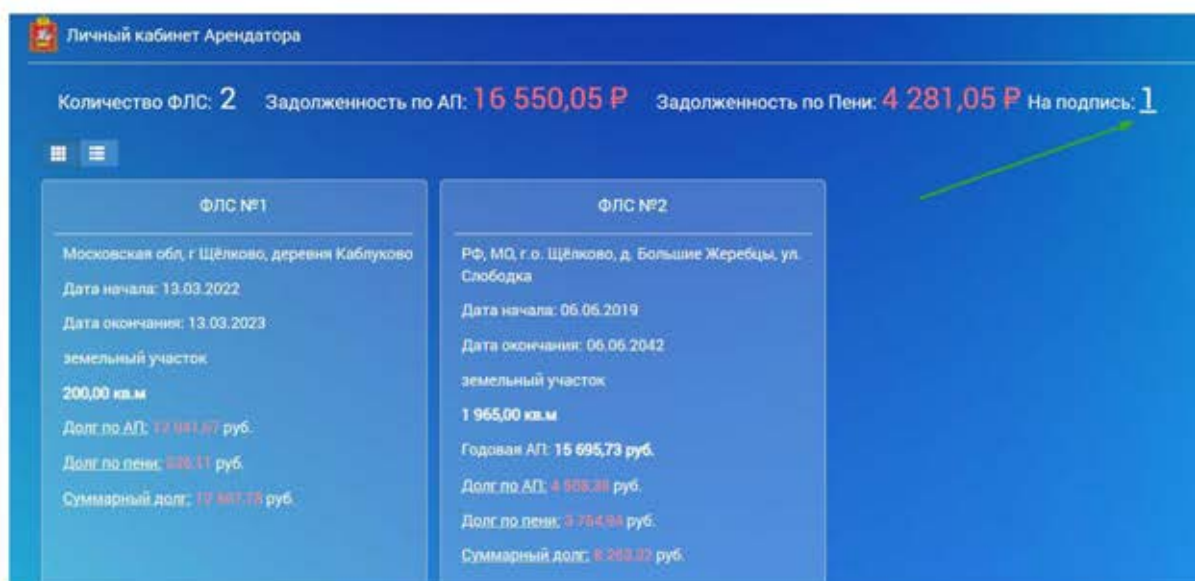 Личный кабинет Арендатора
Количество ФЛС: 2 Задолженность по АП: 16 550,05 ₽ Задолженность по Пени: 4 281,05 ₽ На подпись: 1
ФЛС №1
Московская обл, г Щёлково, деревня Каблуково
Дата начала: 13.03.2022
Дата окончания: 13.03.2023
земельный участок
200,00 кв.м
Долг по АП: руб.
Долг по пени: руб.
Суммарный долг: руб.
ФЛС №2
РФ, МО, г.о. Щёлково, д. Большие Жеребцы, ул.
Слободка
Дата начала: 06.06.2019
Дата окончания: 06.06.2042
земельный участок
1 965,00 кв.м
Годовая АП: 15 695,73 руб.
Долг по АП: руб.
Долг по пени: руб.
Суммарный долг: руб.